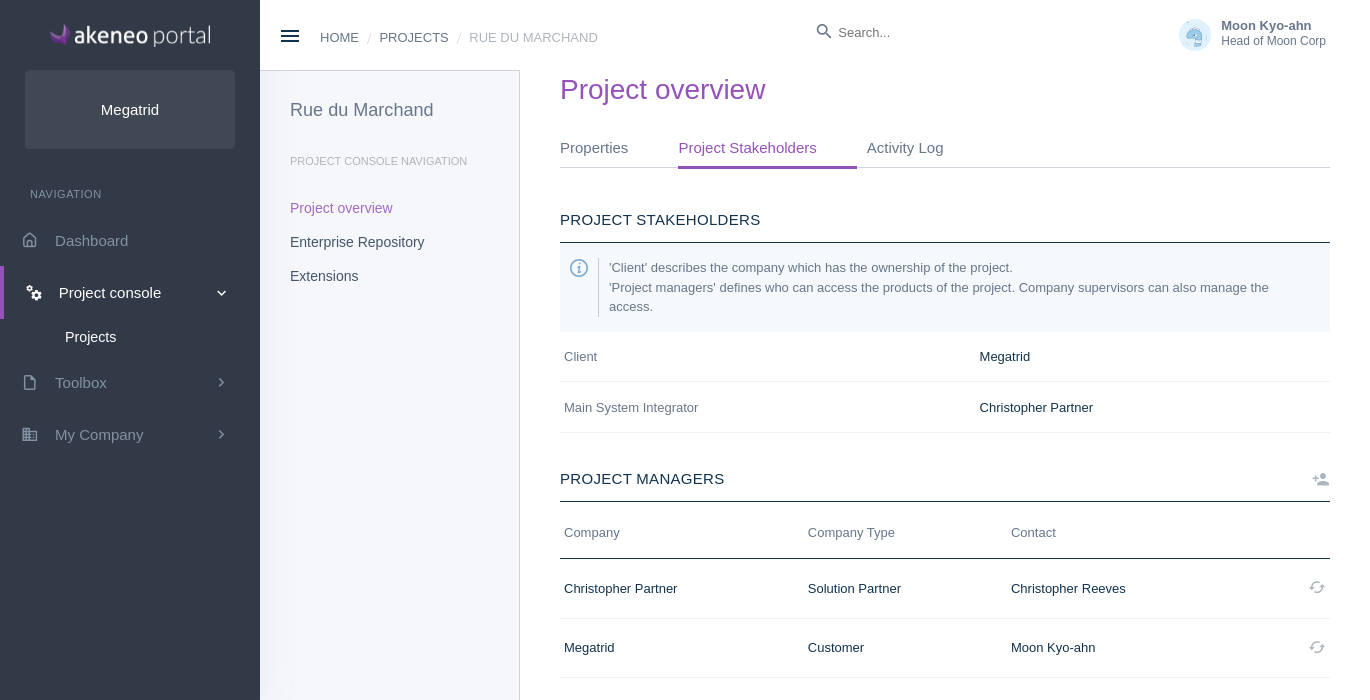 akeneo portal
Megatrid
NAVIGATION
Dashboard
Project console
Projects
Toolbox
My Company
HOME / PROJECTS / RUE DU MARCHAND
Search...
Moon Kyo-ahn
Head of Moon Corp
Rue du Marchand
PROJECT CONSOLE NAVIGATION
Project overview
Enterprise Repository
Extensions
Project overview
Properties Project Stakeholders Activity Log
PROJECT STAKEHOLDERS
'Client' describes the company which has the ownership of the project.
'Project managers' defines who can access the products of the project. Company supervisors can also manage the
access.
Client Megatrid
Main System Integrator Christopher Partner
PROJECT MANAGERS
Company Company Type Contact
Christopher Partner Solution Partner Christopher Reeves
Megatrid Customer Moon Kyo-ahn